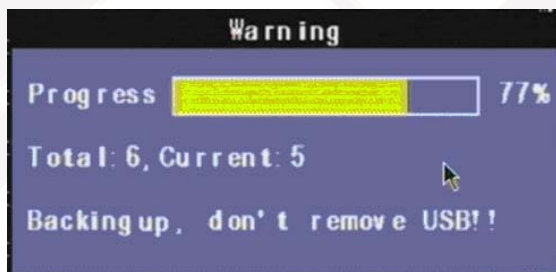 Warning
Progress 77%
Total: 6, Current: 5
Backing up, don't remove USB!!